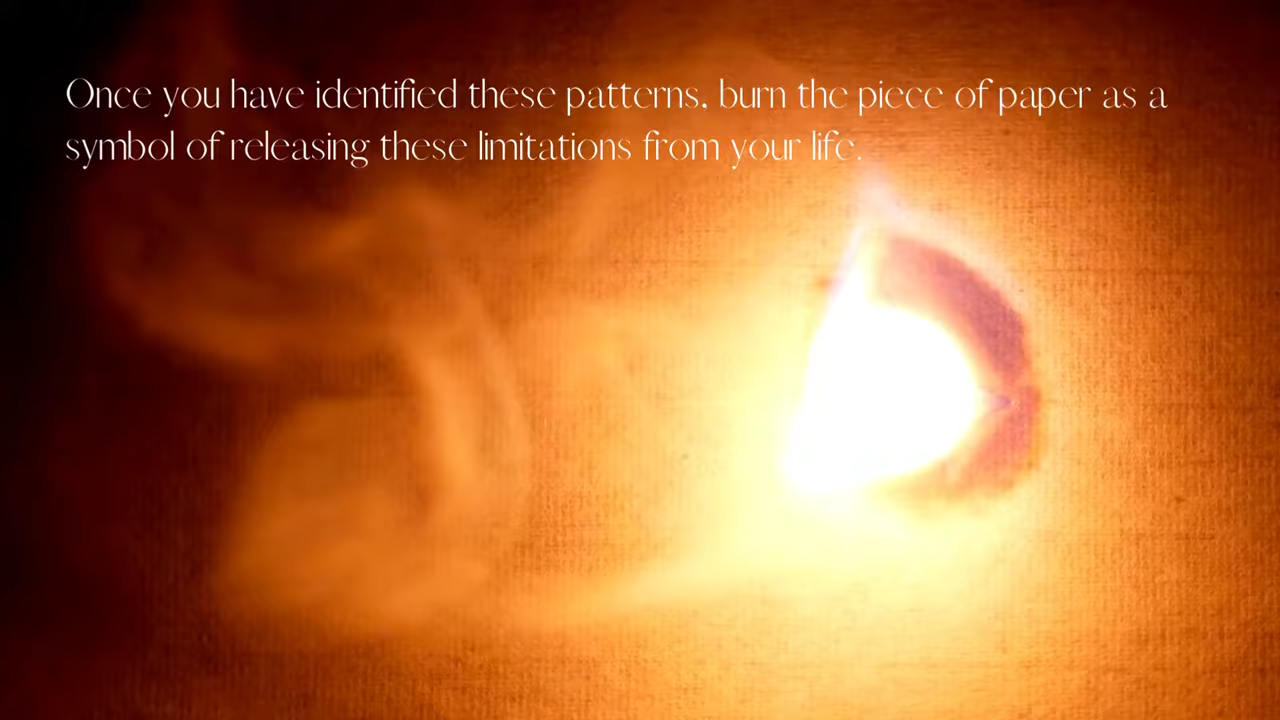 Once you have identified these patterns, burn the piece of paper as a
symbol of releasing these limitations from your life.